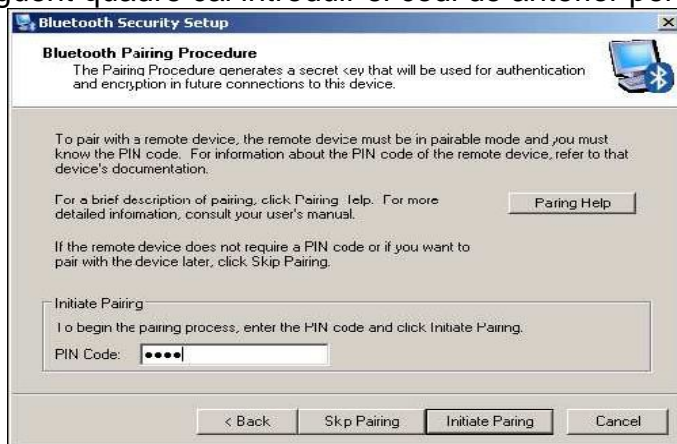 següent quadre cal introduir el codi de anterior per
Bluetooth Security Setup
Bluetooth Pairing Procedure
The Pairing Procedure generates a secret key that will be used for authentication
and encryption in future connections to this device.
To pair with a remote device, the remote device must be in pairable mode and you must
know the PIN code. For information about the PIN code of the remote device, refer to that
device's documentation.
For a brief description of pairing, click Pairing Help. For more
detailed information, consult your user's manual.
Paring Help
If the remote device does not require a PIN code or if you want to
pair with the device later, click Skip Pairing.
Initiate Pairing
To begin the pairing process, enter the PIN code and click Initiate Pairing.
PIN Code: ••••
< Back Skip Pairing Initiate Paring Cancel